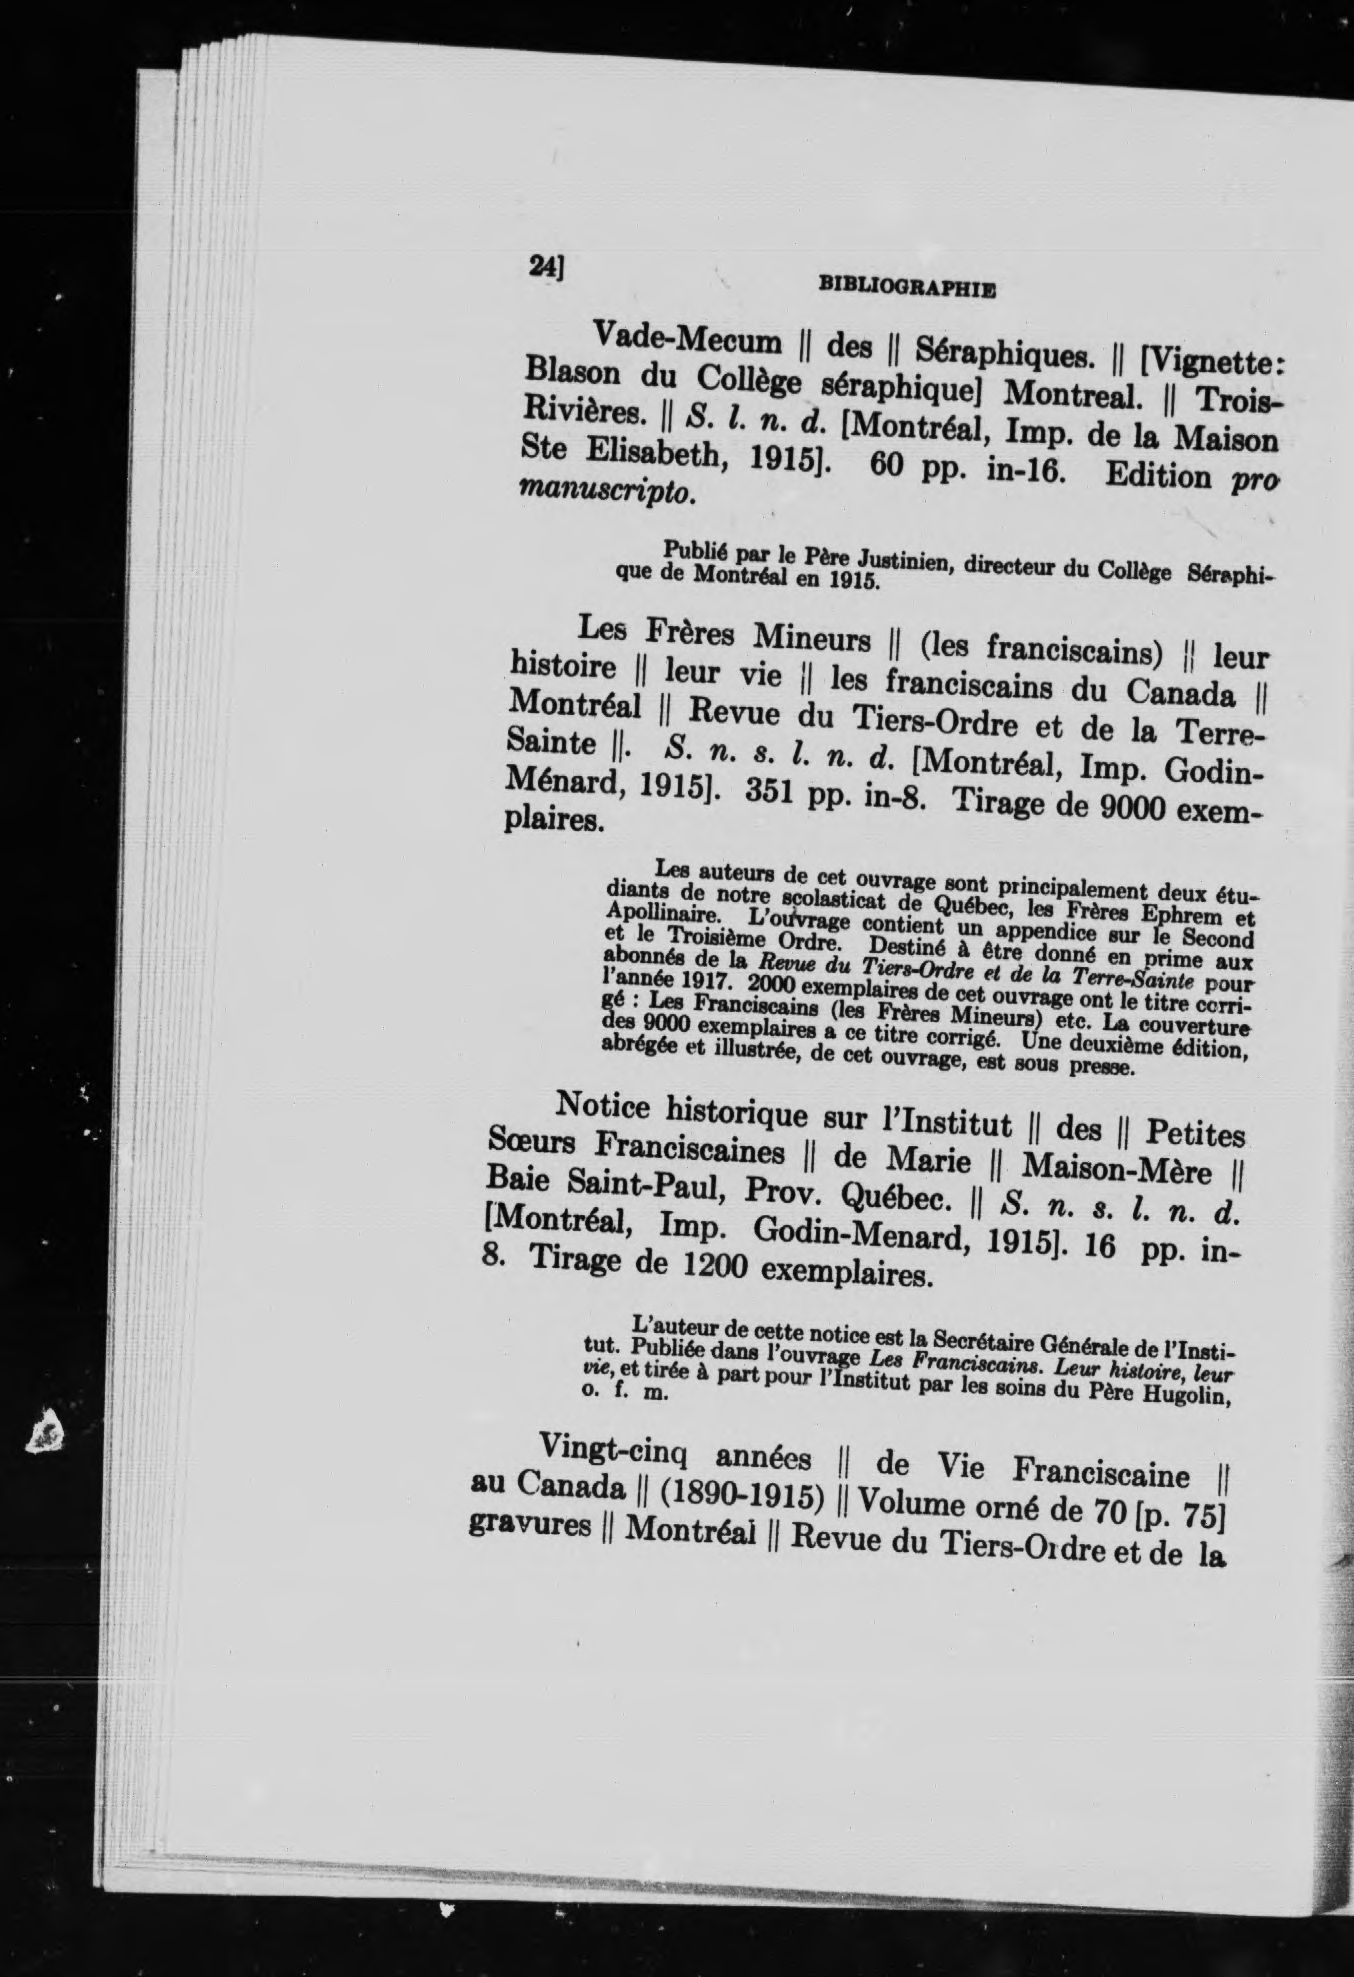 24]
BIBLIOGRAPHIE
Vade-Mecum || des || Séraphiques. || [Vignette:
Blason du Collège séraphique] Montreal. || Trois-
Rivières. || S. l. n. d. [Montréal, Imp. de la Maison
Ste Elisabeth, 1915]. 60 pp. in-16. Edition pro
manuscripto.
Publié par le Père Justinien, directeur du Collège Séraphi-
que de Montréal en 1915.
Les Frères Mineurs || (les franciscains) || leur
histoire || leur vie || les franciscains du Canada ||
Montréal || Revue du Tiers-Ordre et de la Terre-
Sainte ||. S. n. s. l. n. d. [Montréal, Imp. Godin-
Ménard, 1915]. 351 pp. in-8. Tirage de 9000 exem-
plaires.
Les auteurs de cet ouvrage sont principalement deux étu-
diants de notre scolasticat de Québec, les Frères Ephrem et
Apollinaire. L'ouvrage contient un appendice sur le Second
et le Troisième Ordre. Destiné à être donné en prime aux
abonnés de la Revue du Tiers-Ordre et de la Terre-Sainte pour
l'année 1917. 2000 exemplaires de cet ouvrage ont le titre corri-
gé : Les Franciscains (les Frères Mineurs) etc. La couverture
des 9000 exemplaires a ce titre corrigé. Une deuxième édition,
abrégée et illustrée, de cet ouvrage, est sous presse.
Notice historique sur l'Institut || des || Petites
Sœurs Franciscaines || de Marie || Maison-Mère ||
Baie Saint-Paul, Prov. Québec. || S. n. s. l. n. d.
[Montréal, Imp. Godin-Menard, 1915]. 16 pp. in-
8. Tirage de 1200 exemplaires.
L'auteur de cette notice est la Secrétaire Générale de l'Insti-
tut. Publiée dans l'ouvrage Les Franciscains. Leur histoire, leur
vie, et tirée à part pour l'Institut par les soins du Père Hugolin,
o. f. m.
Vingt-cinq années || de Vie Franciscaine ||
au Canada || (1890-1915) || Volume orné de 70 [p. 75]
gravures || Montréal || Revue du Tiers-Ordre et de la